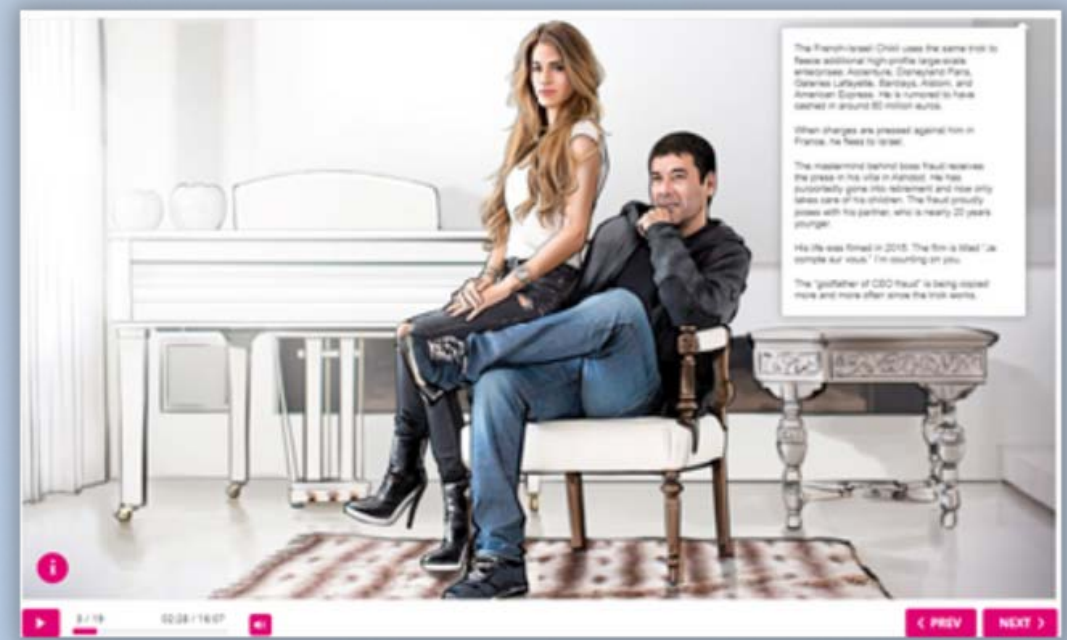 The French-Israeli Chikli uses the same trick to
fleece additional high-profile large-scale
enterprises: Accenture, Disneyland Paris,
Galeries Lafayette, Barclays, Alstom, and
American Express. He is rumored to have
cashed in around 60 million euros.
When charges are pressed against him in
France, he flees to Israel.
The mastermind behind boss fraud receives
the press in his villa in Ashdod. He has
purportedly gone into retirement and now only
takes care of his children. The fraud proudly
poses with his partner, who is nearly 20 years
younger.
His life was filmed in 2015. The film is titled "Je
compte sur vous." I'm counting on you.
The "godfather of CEO fraud" is being copied
more and more often since the trick works.
i
3 / 19
/ 16:07
< PREV
NEXT >